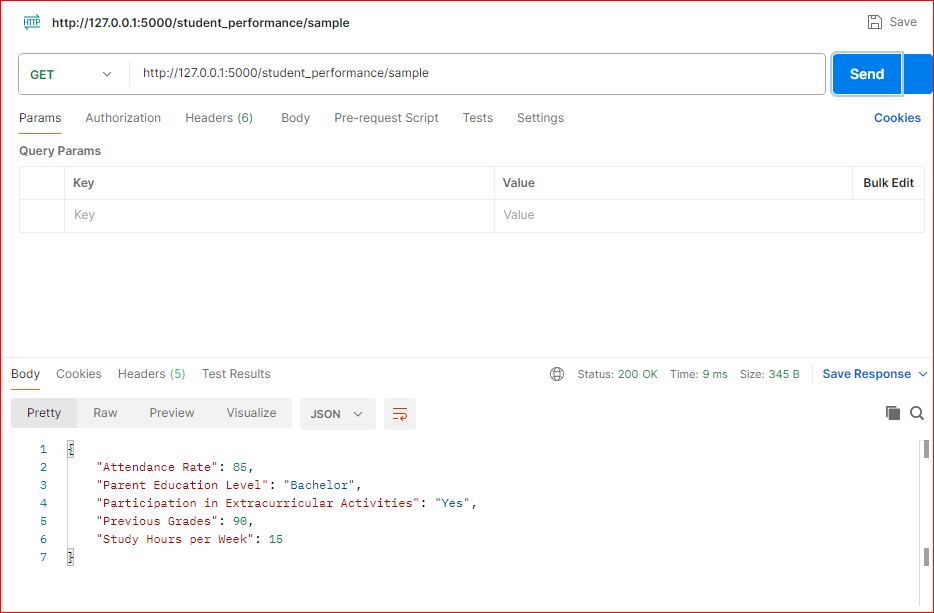 HTTP http://127.0.0.1:5000/student_performance/sample Save
GET http://127.0.0.1:5000/student_performance/sample Send
Params Authorization Headers (6) Body Pre-request Script Tests Settings Cookies
Query Params
Key Value Bulk Edit
Key Value
Body Cookies Headers (5) Test Results Status: 200 OK Time: 9 ms Size: 345 B Save Response
Pretty Raw Preview Visualize JSON
1 {
2 "Attendance Rate": 85,
3 "Parent Education Level": "Bachelor",
4 "Participation in Extracurricular Activities": "Yes",
5 "Previous Grades": 90,
6 "Study Hours per Week": 15
7 }